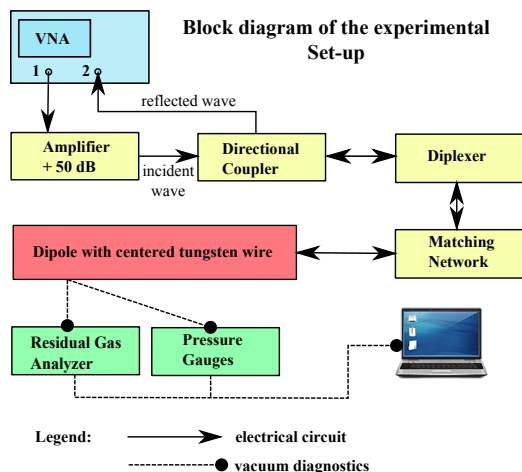 Block diagram of the experimental
Set-up
VNA
1 2
reflected wave
Amplifier
+ 50 dB
incident
wave
Directional
Coupler
Diplexer
Dipole with centered tungsten wire
Matching
Network
Residual Gas
Analyzer
Pressure
Gauges
Legend:
electrical circuit
vacuum diagnostics